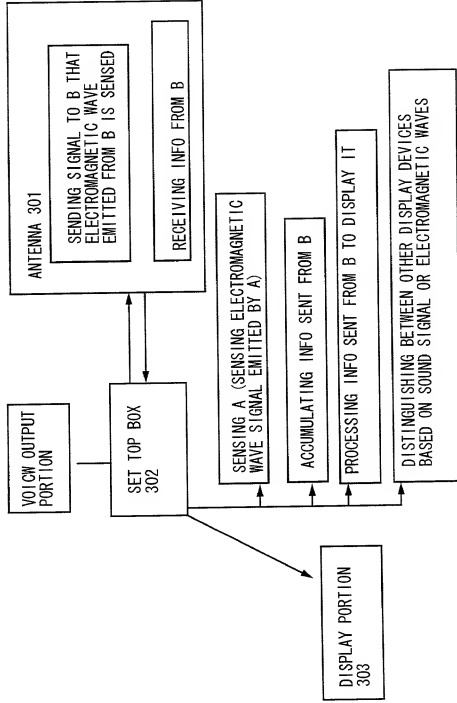 VOICW OUTPUT
PORTION
SET TOP BOX
302
ANTENNA 301
SENDING SIGNAL TO B THAT
ELECTROMAGNETIC WAVE
EMITTED FROM B IS SENSED
RECEIVING INFO FROM B
SENSING A (SENSING ELECTROMAGNETIC
WAVE SIGNAL EMITTED BY A)
ACCUMULATING INFO SENT FROM B
PROCESSING INFO SENT FROM B TO DISPLAY IT
DISTINGUISHING BETWEEN OTHER DISPLAY DEVICES
BASED ON SOUND SIGNAL OR ELECTROMAGNETIC WAVES
DISPLAY PORTION
303